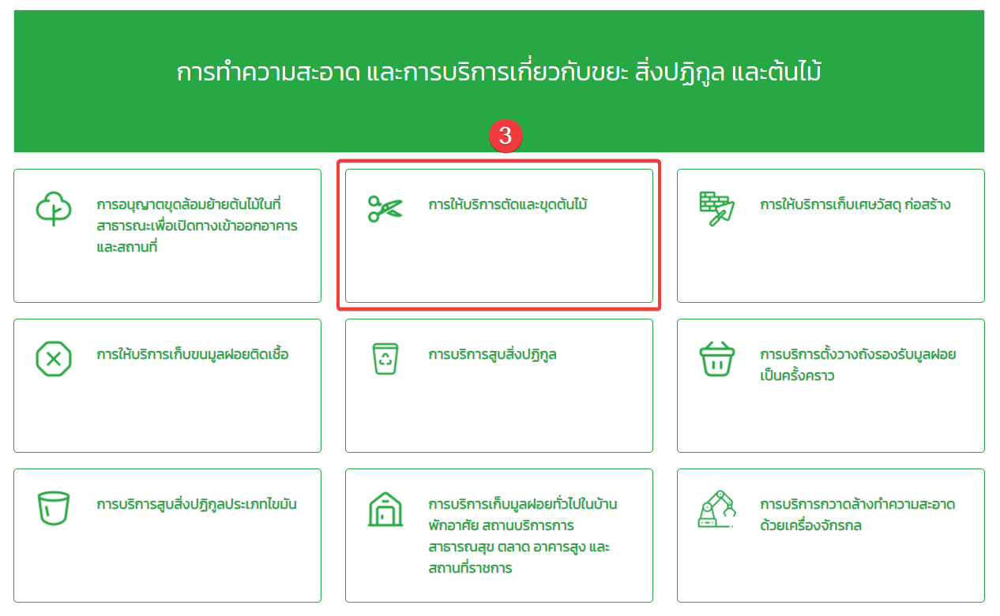 การทำความสะอาด และการบริการเกี่ยวกับขยะ สิ่งปฏิกูล และต้นไม้
3
การอนุญาตขุดล้อมย้ายต้นไม้ในที่
สาธารณะเพื่อเปิดทางเข้าออกอาคาร
และสถานที่
การให้บริการตัดและขุดต้นไม้
การให้บริการเก็บเศษวัสดุ ก่อสร้าง
การให้บริการเก็บขนมูลฝอยติดเชื้อ
การบริการสูบสิ่งปฏิกูล
การบริการตั้งวางถังรองรับมูลฝอย
เป็นครั้งคราว
การบริการสูบสิ่งปฏิกูลประเภทไขมัน
การบริการเก็บมูลฝอยทั่วไปในบ้าน
พักอาศัย สถานบริการการ
สาธารณสุข ตลาด อาคารสูง และ
สถานที่ราชการ
การบริการกวาดล้างทำความสะอาด
ด้วยเครื่องจักรกล